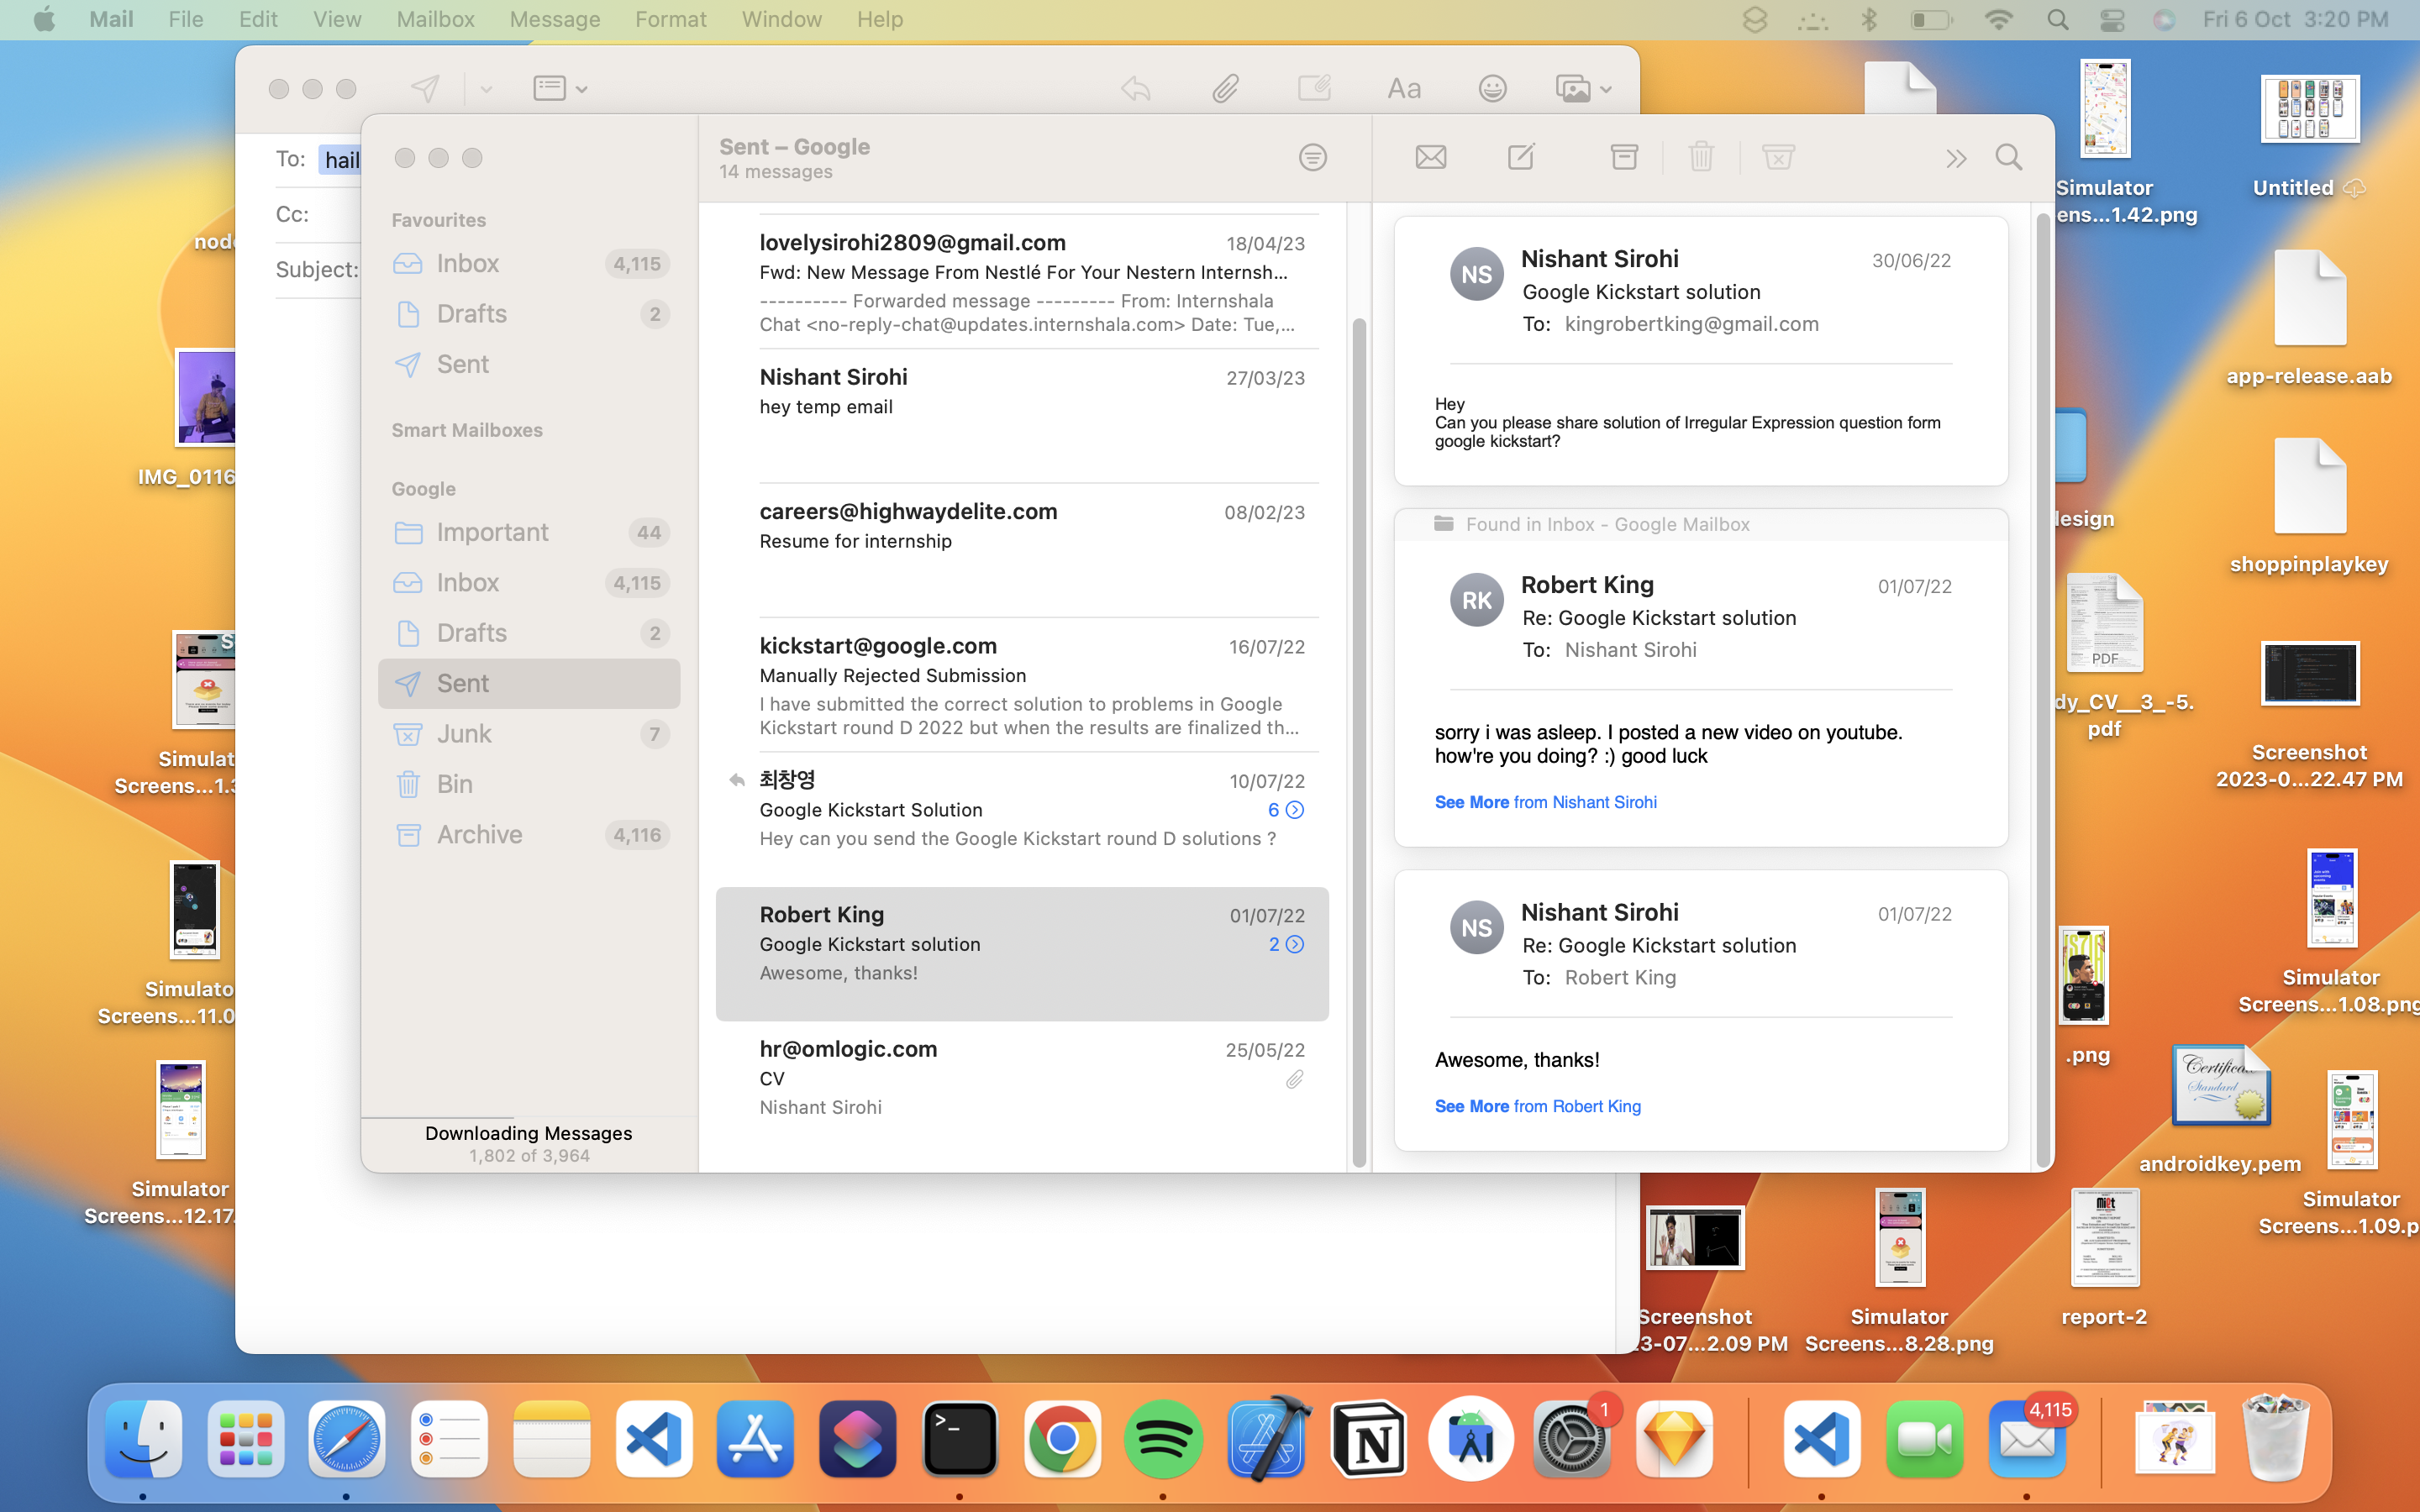 Mail File Edit View Mailbox Message Format Window Help
Fri 6 Oct 3:20 PM
To: hail
Cc:
Subject:
Favourites
Inbox 4,115
Drafts 2
Sent
Smart Mailboxes
Google
Important 44
Inbox 4,115
Drafts 2
Sent
Junk 7
Bin
Archive 4,116
Downloading Messages
1,802 of 3,964
Sent – Google
14 messages
lovelysirohi2809@gmail.com 18/04/23
Fwd: New Message From Nestlé For Your Nestern Internsh...
---------- Forwarded message --------- From: Internshala
Chat <no-reply-chat@updates.internshala.com> Date: Tue,...
Nishant Sirohi 27/03/23
hey temp email
careers@highwaydelite.com 08/02/23
Resume for internship
kickstart@google.com 16/07/22
Manually Rejected Submission
I have submitted the correct solution to problems in Google
Kickstart round D 2022 but when the results are finalized th...
최창영 10/07/22
Google Kickstart Solution 6
Hey can you send the Google Kickstart round D solutions ?
Robert King 01/07/22
Google Kickstart solution 2
Awesome, thanks!
hr@omlogic.com 25/05/22
CV
Nishant Sirohi
Aa
NS
Nishant Sirohi 30/06/22
Google Kickstart solution
To: kingrobertking@gmail.com
Hey
Can you please share solution of Irregular Expression question form
google kickstart?
Found in Inbox - Google Mailbox
RK
Robert King 01/07/22
Re: Google Kickstart solution
To: Nishant Sirohi
sorry i was asleep. I posted a new video on youtube.
how're you doing? :) good luck
See More from Nishant Sirohi
NS
Nishant Sirohi 01/07/22
Re: Google Kickstart solution
To: Robert King
Awesome, thanks!
See More from Robert King
node
IMG_0116
Simulat
Screens...1.3
Simulato
Screens...11.0
Simulator
Screens...12.17.
Simulator
ens...1.42.png
Untitled
app-release.aab
design
shoppinplaykey
PDF
dy_CV__3_-5.
pdf
Screenshot
2023-0...22.47 PM
Simulator
Screens...1.08.png
.png
Certificate
Standard
androidkey.pem
Simulator
Screens...1.09.p
Screenshot
23-07...2.09 PM
Simulator
Screens...8.28.png
miet
report-2
1
4,115